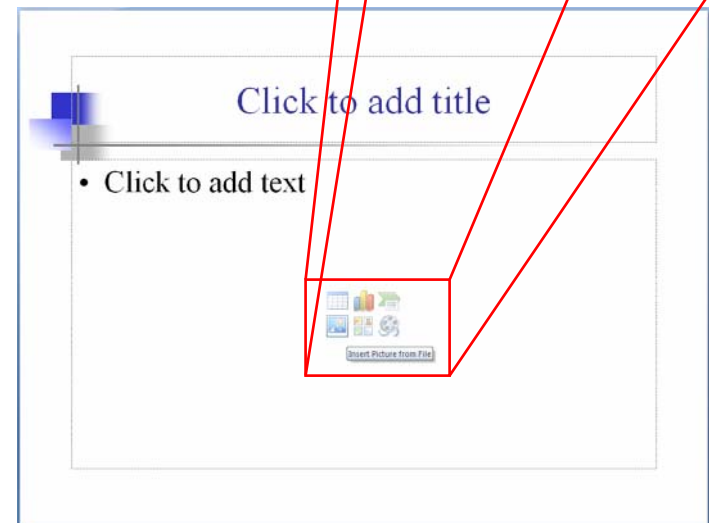 Click to add title
• Click to add text
Insert Picture from File